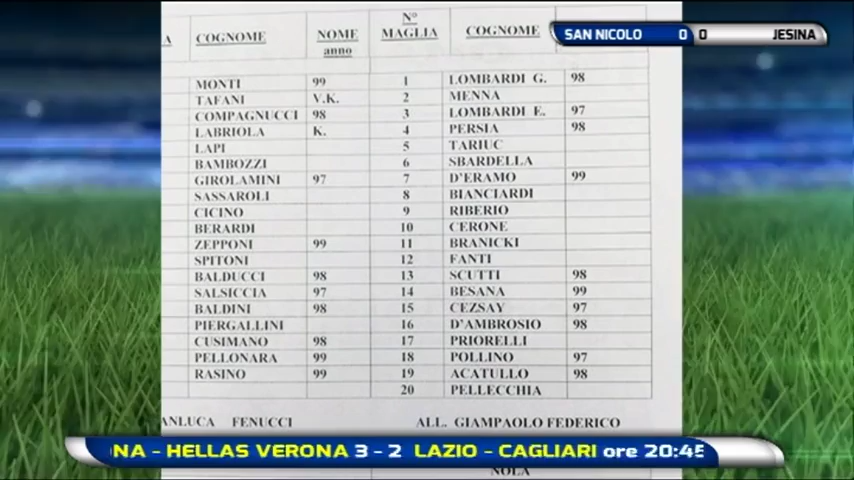 SAN NICOLO 0 0 JESINA
A COGNOME NOME anno N° MAGLIA COGNOME
MONTI 99 1 LOMBARDI G. 98
TAFANI V.K. 2 MENNA
COMPAGNUCCI 98 3 LOMBARDI E. 97
LABRIOLA K. 4 PERSIA 98
LAPI 5 TARIUC
BAMBOZZI 6 SBARDELLA
GIROLAMINI 97 7 D'ERAMO 99
SASSAROLI 8 BIANCIARDI
CICINO 9 RIBERIO
BERARDI 10 CERONE
ZEPPONI 99 11 BRANICKI
SPITONI 12 FANTI
BALDUCCI 98 13 SCUTTI 98
SALSICCIA 97 14 BESANA 99
BALDINI 98 15 CEZSAY 97
PIERGALLINI 16 D'AMBROSIO 98
CUSIMANO 98 17 PRIORELLI
PELLONARA 99 18 POLLINO 97
RASINO 99 19 ACATULLO 98
20 PELLECCHIA
ANLUCA FENUCCI ALL. GIAMPAOLO FEDERICO
NA - HELLAS VERONA 3 - 2 LAZIO - CAGLIARI ore 20:45
NOLA